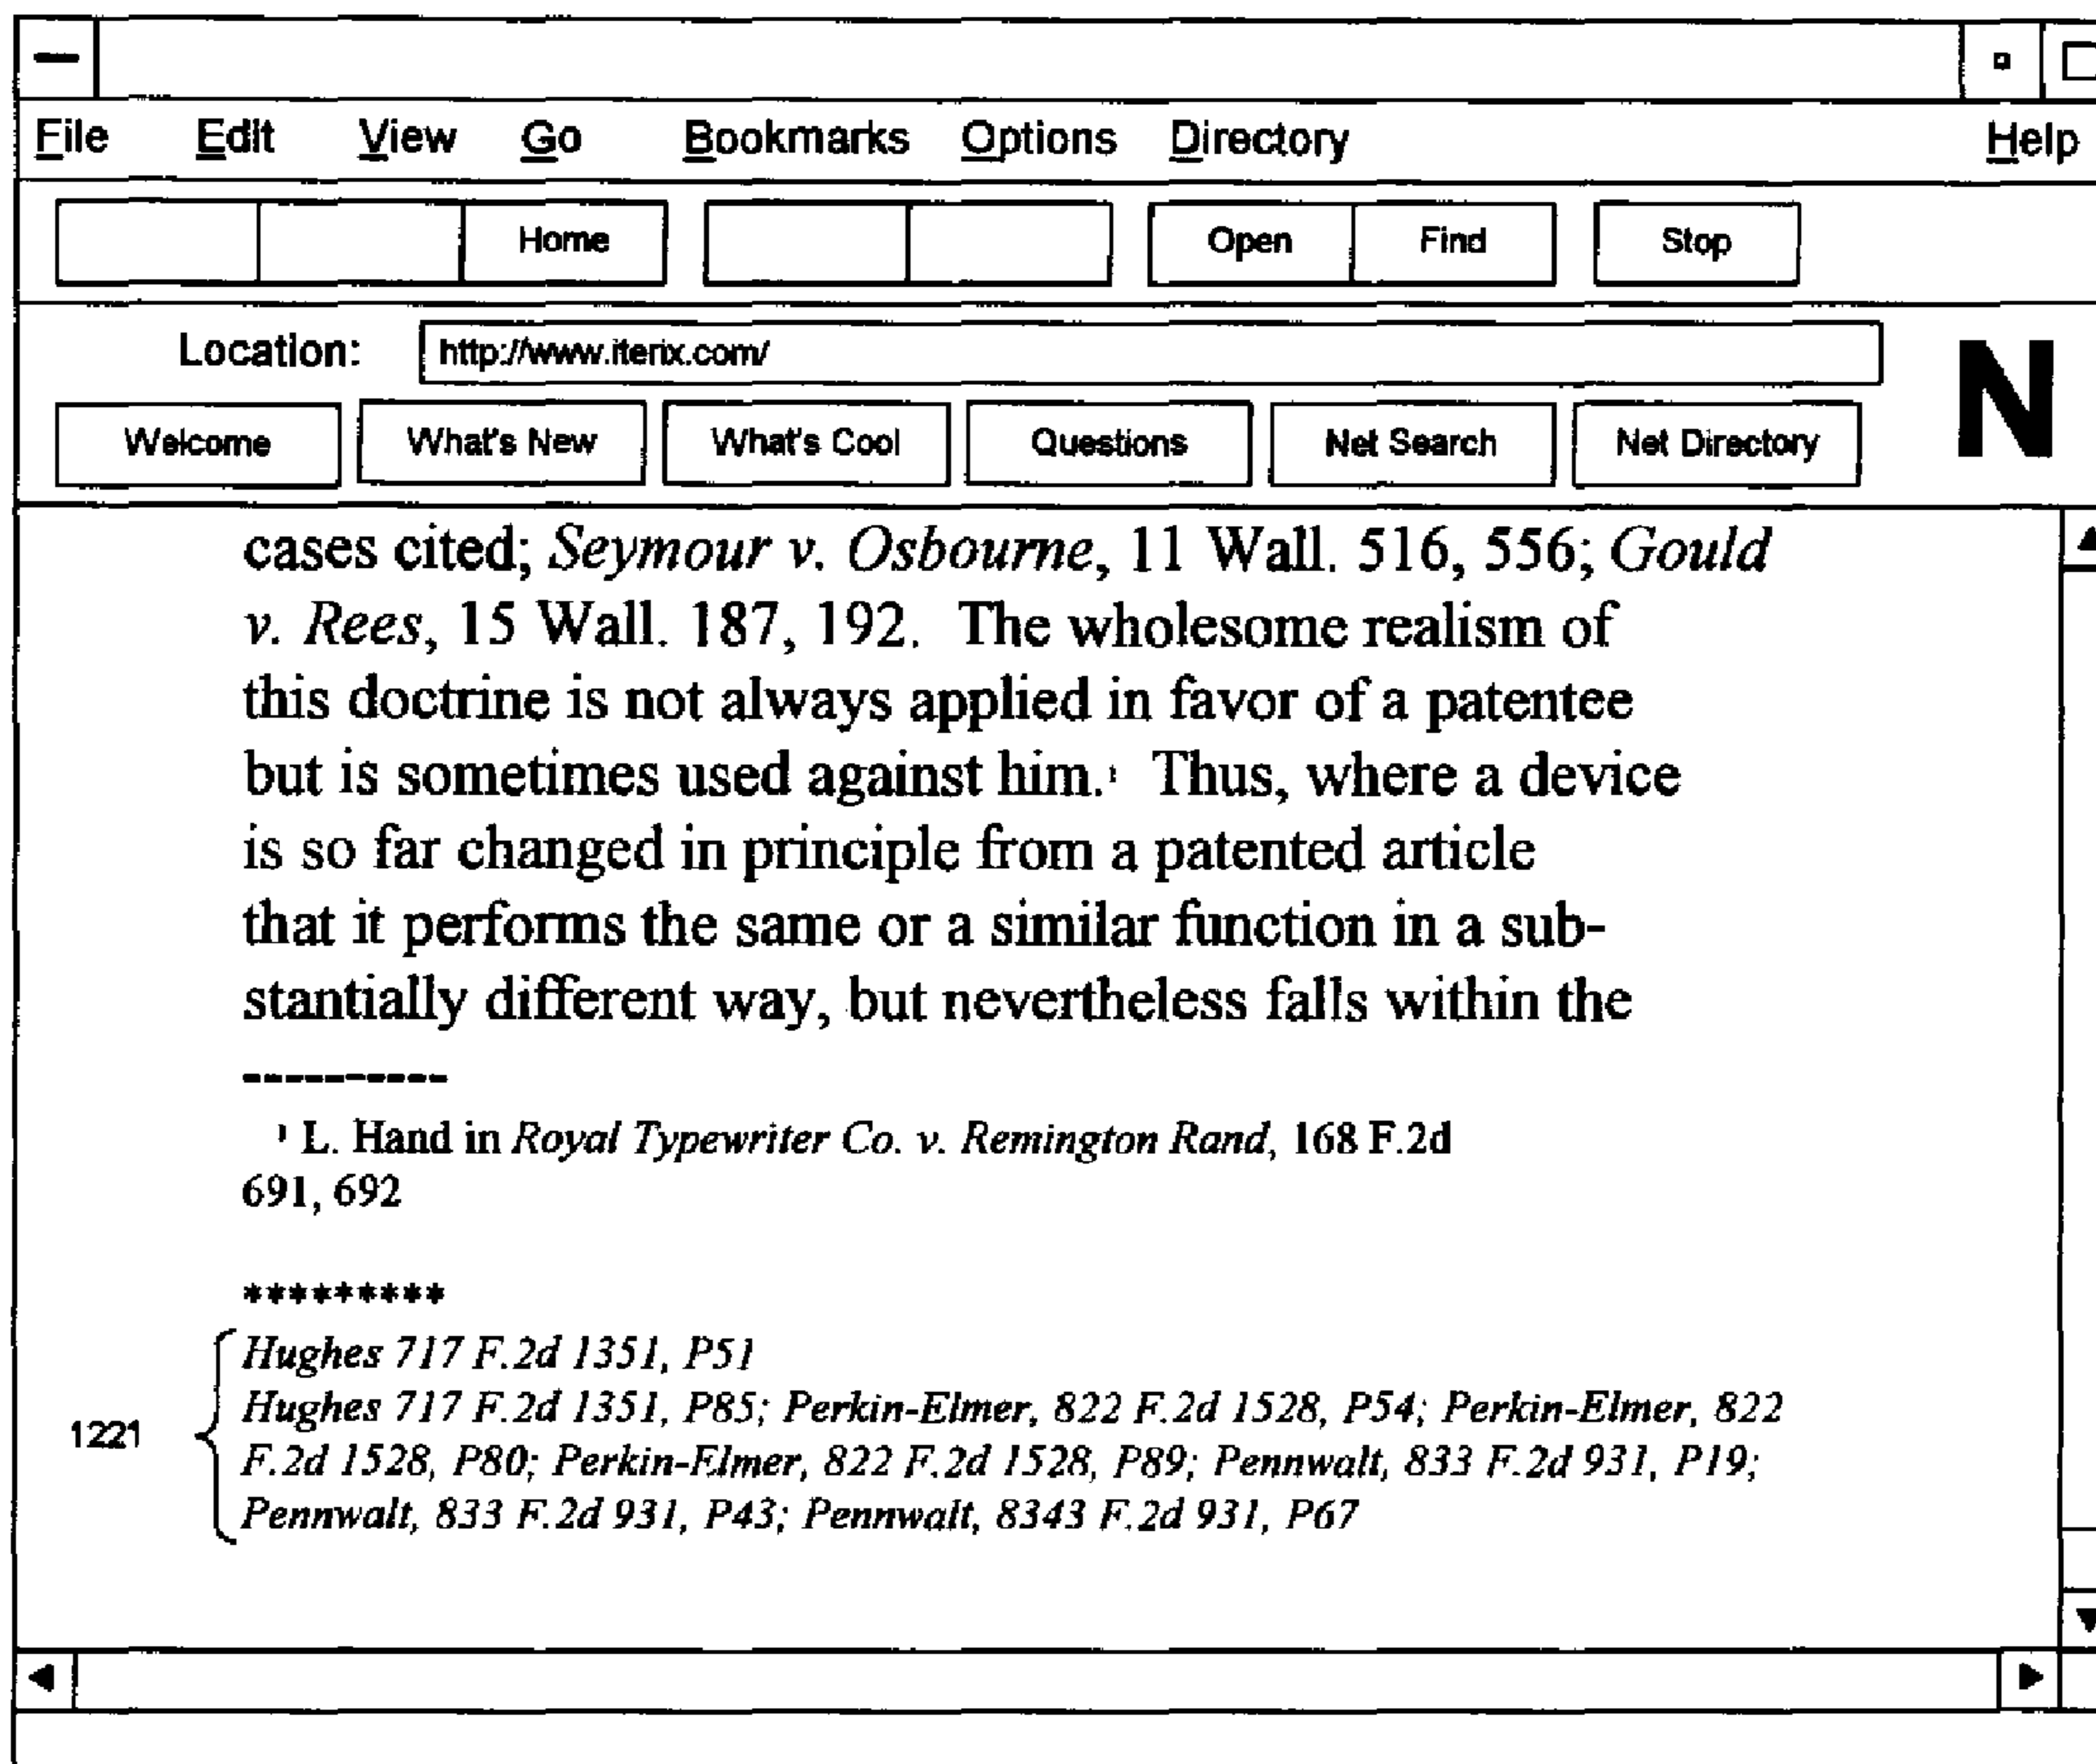 File Edit View Go Bookmarks Options Directory Help
Home Open Find Stop
Location: http://www.iterix.com/
N
Welcome What's New What's Cool Questions Net Search Net Directory
cases cited; Seymour v. Osbourne, 11 Wall. 516, 556; Gould
v. Rees, 15 Wall. 187, 192. The wholesome realism of
this doctrine is not always applied in favor of a patentee
but is sometimes used against him.¹ Thus, where a device
is so far changed in principle from a patented article
that it performs the same or a similar function in a sub-
stantially different way, but nevertheless falls within the
----------
¹ L. Hand in Royal Typewriter Co. v. Remington Rand, 168 F.2d
691, 692
*********
Hughes 717 F.2d 1351, P51
Hughes 717 F.2d 1351, P85; Perkin-Elmer, 822 F.2d 1528, P54; Perkin-Elmer, 822
1221
F.2d 1528, P80; Perkin-Elmer, 822 F.2d 1528, P89; Pennwalt, 833 F.2d 931, P19;
Pennwalt, 833 F.2d 931, P43; Pennwalt, 8343 F.2d 931, P67